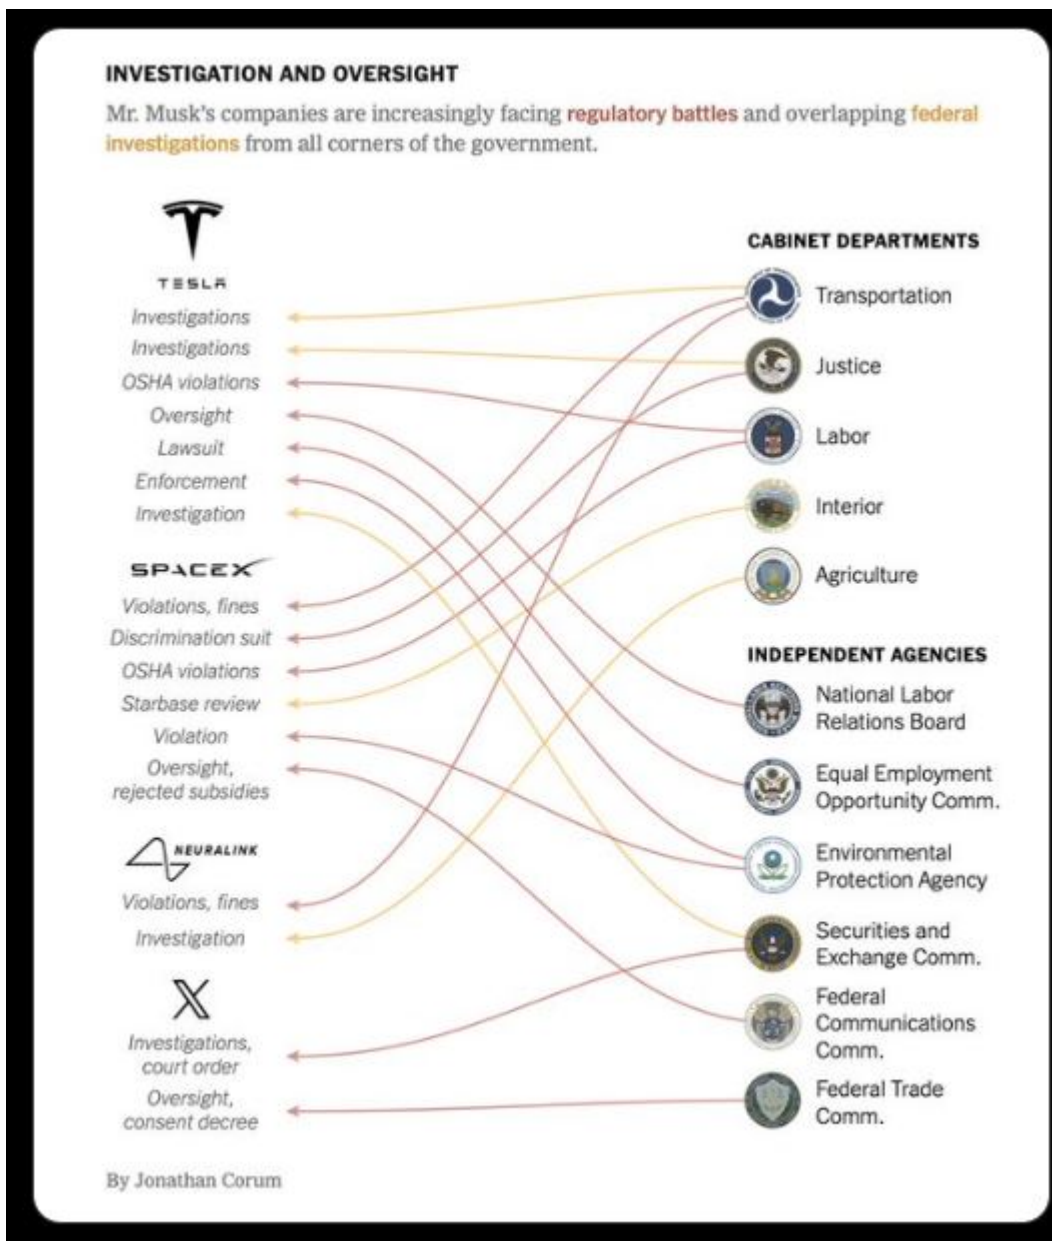 INVESTIGATION AND OVERSIGHT
Mr. Musk's companies are increasingly facing regulatory battles and overlapping federal
investigations from all corners of the government.
TESLA
Investigations
Investigations
OSHA violations
Oversight
Lawsuit
Enforcement
Investigation
SPACEX
Violations, fines
Discrimination suit
OSHA violations
Starbase review
Violation
Oversight,
rejected subsidies
NEURALINK
Violations, fines
Investigation
X
Investigations,
court order
Oversight,
consent decree
CABINET DEPARTMENTS
Transportation
Justice
Labor
Interior
Agriculture
INDEPENDENT AGENCIES
National Labor
Relations Board
Equal Employment
Opportunity Comm.
Environmental
Protection Agency
Securities and
Exchange Comm.
Federal
Communications
Comm.
Federal Trade
Comm.
By Jonathan Corum